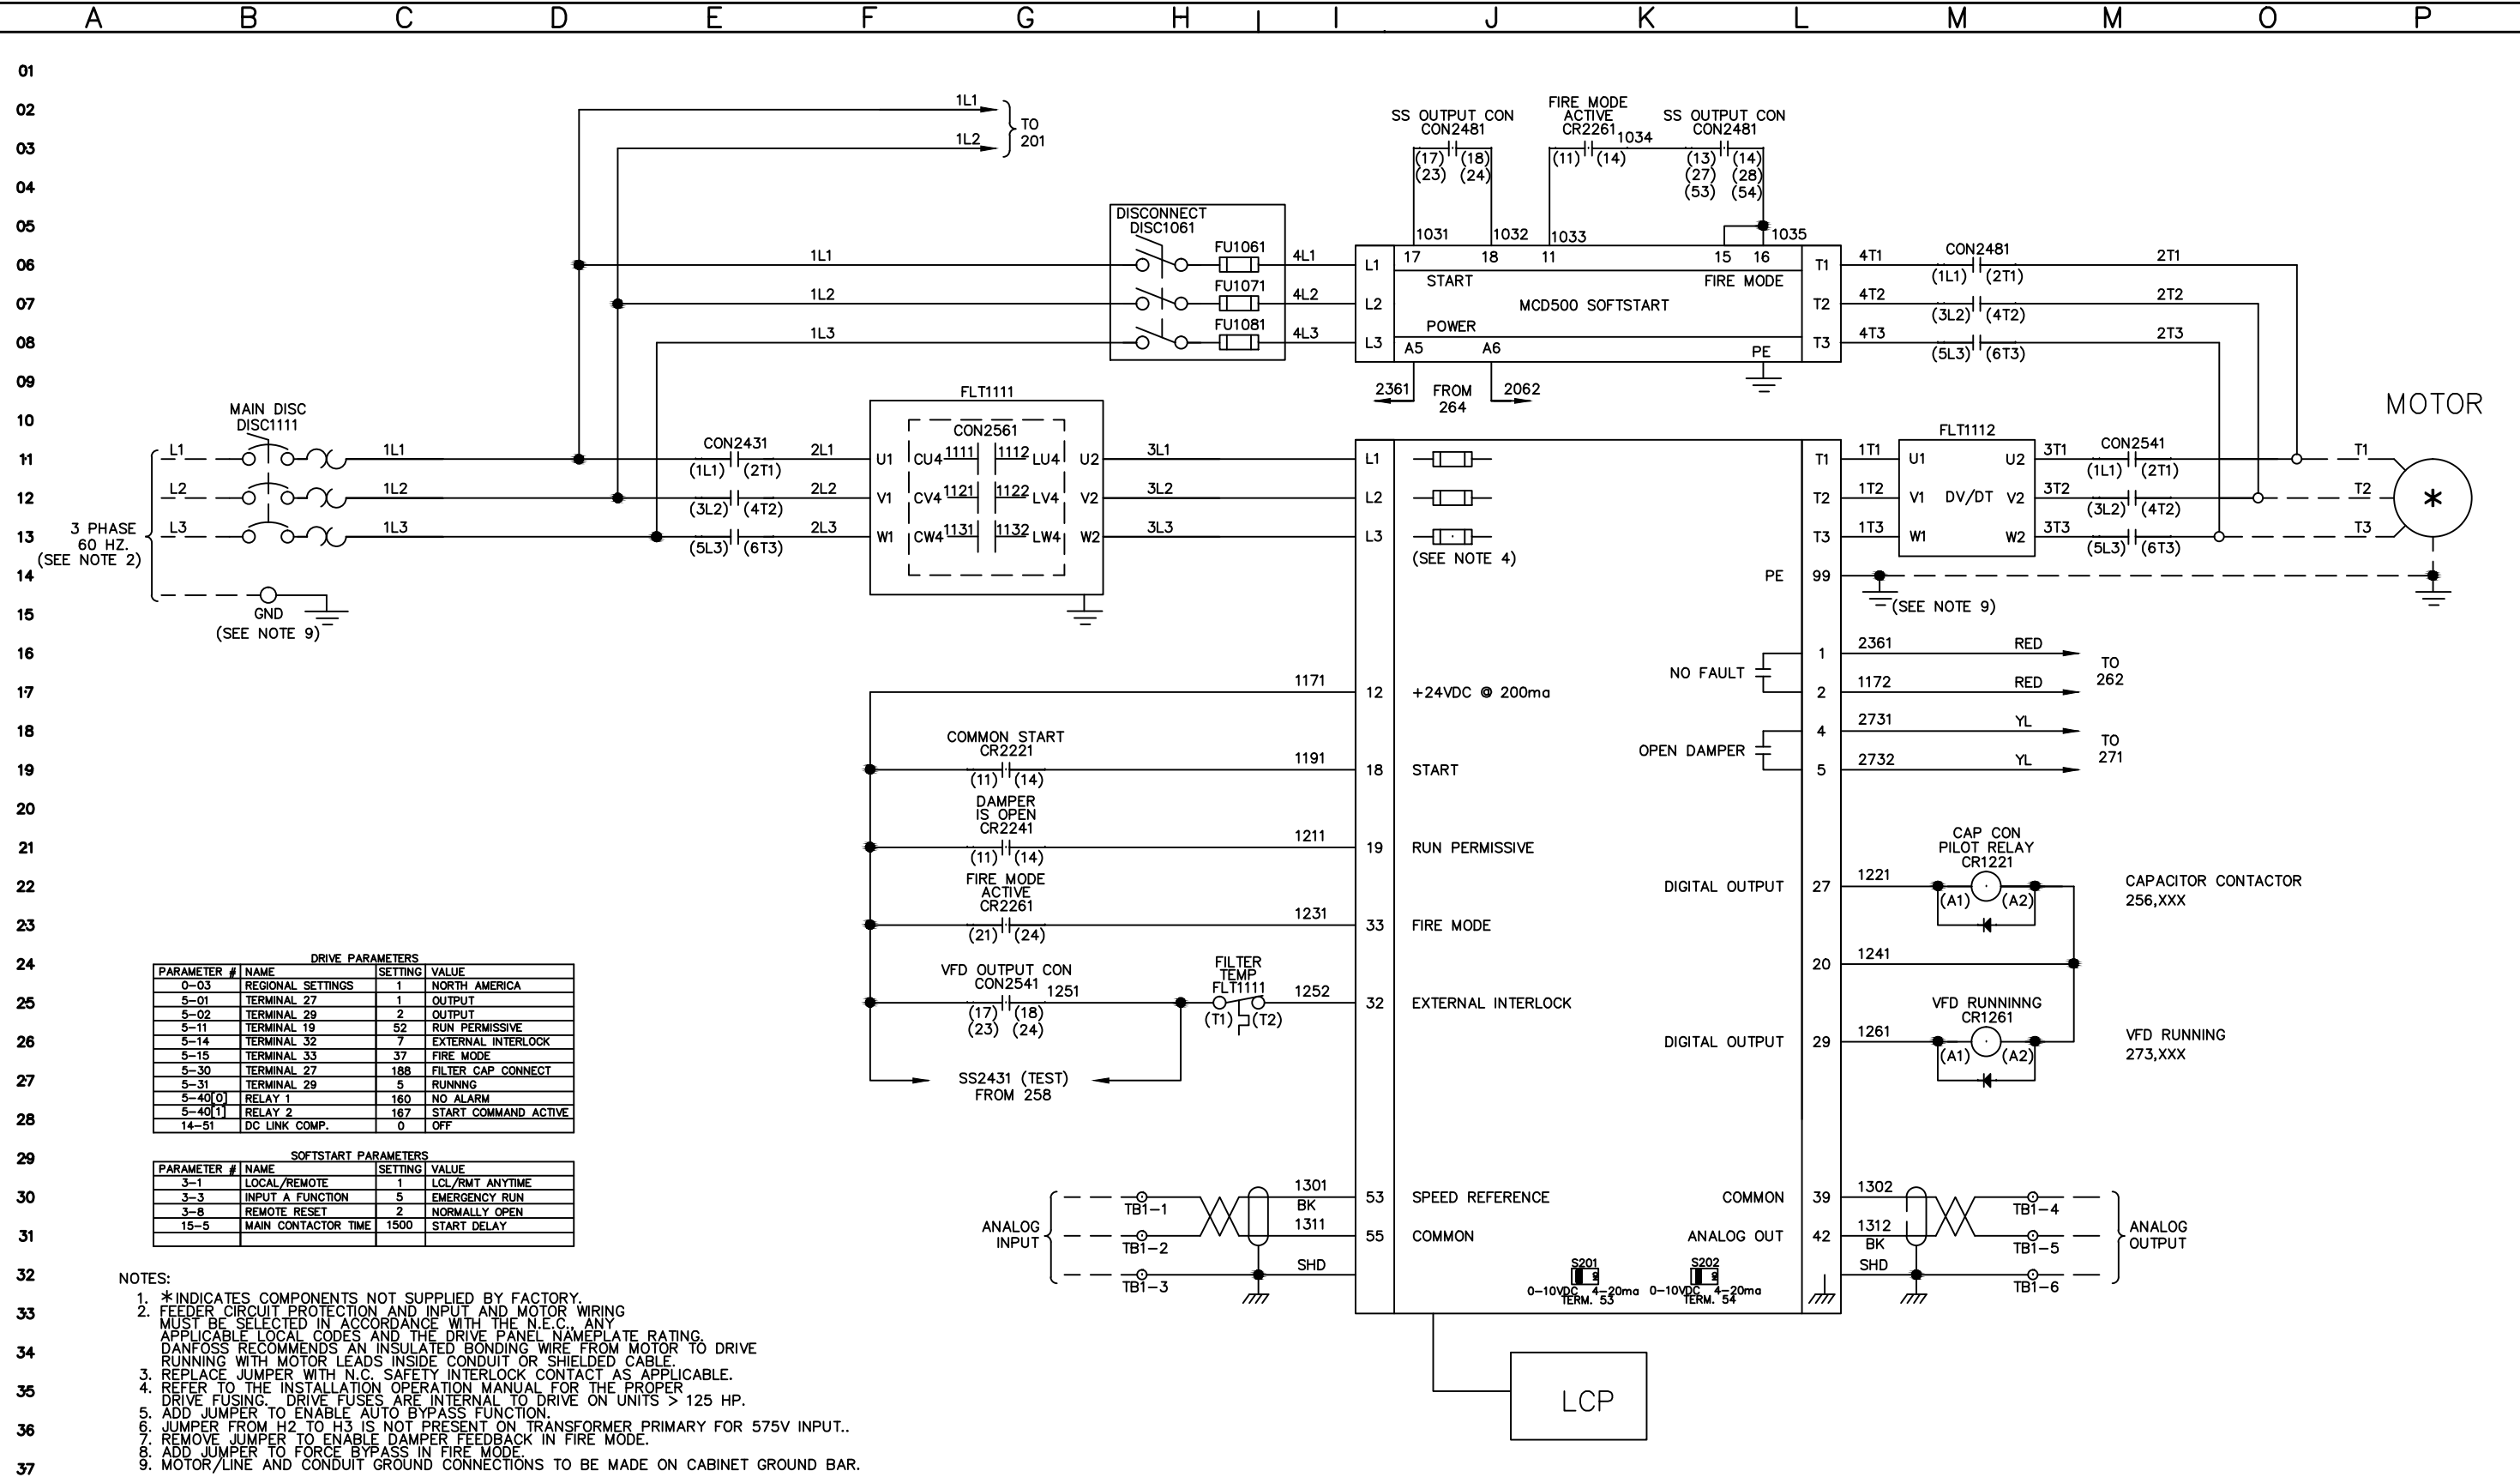 A B C D E F G H I I J K L M M O P
01
02 1L1
TO
201
03 1L2
SS OUTPUT CON
CON2481
(17) (18)
(23) (24)
FIRE MODE
ACTIVE
CR2261
1034
(11) (14)
SS OUTPUT CON
CON2481
(13) (14)
(27) (28)
(53) (54)
04
05
DISCONNECT
DISC1061
1031 1032 1033 1035
06 1L1 FU1061 4L1 L1 17 18 11 15 16 T1 4T1 CON2481 2T1
(1L1) (2T1)
START FIRE MODE
07 1L2 FU1071 4L2 L2 MCD500 SOFTSTART T2 4T2 2T2
(3L2) (4T2)
POWER
08 1L3 FU1081 4L3 L3 A5 A6 PE T3 4T3 2T3
(5L3) (6T3)
09
2361 FROM 2062
264
10
MAIN DISC
DISC1111
FLT1111
CON2561
FLT1112
MOTOR
11 L1 1L1 CON2431 2L1 U1 CU4 1111 1112 LU4 U2 3L1 L1 T1 1T1 U1 U2 3T1 CON2541 T1
(1L1) (2T1) (1L1) (2T1)
12 L2 1L2 2L2 V1 CV4 1121 1122 LV4 V2 3L2 L2 T2 1T2 V1 DV/DT V2 3T2 T2 *
(3L2) (4T2) (3L2) (4T2)
13 L3 1L3 2L3 W1 CW4 1131 1132 LW4 W2 3L3 L3 T3 1T3 W1 W2 3T3 T3
(5L3) (6T3) (5L3) (6T3)
3 PHASE
60 HZ.
(SEE NOTE 2)
(SEE NOTE 4)
14 PE 99
15 GND
(SEE NOTE 9)
(SEE NOTE 9)
16 1 2361 RED
NO FAULT
TO
262
17 1171 12 +24VDC @ 200ma 2 1172 RED
18 4 2731 YL
COMMON START
CR2221
(11) (14)
OPEN DAMPER
TO
271
19 1191 18 START 5 2732 YL
20
DAMPER
IS OPEN
CR2241
(11) (14)
21 1211 19 RUN PERMISSIVE
CAP CON
PILOT RELAY
CR1221
(A1) (A2)
22 DIGITAL OUTPUT 27 1221
CAPACITOR CONTACTOR
256,XXX
FIRE MODE
ACTIVE
CR2261
(21) (24)
23 1231 33 FIRE MODE
24 20 1241
VFD OUTPUT CON
CON2541
1251
(17) (18)
(23) (24)
FILTER
TEMP
FLT1111
(T1) (T2)
25 1252 32 EXTERNAL INTERLOCK
VFD RUNNINNG
CR1261
(A1) (A2)
26 DIGITAL OUTPUT 29 1261
VFD RUNNING
273,XXX
27 SS2431 (TEST)
FROM 258
28
DRIVE PARAMETERS
PARAMETER # NAME SETTING VALUE
0-03 REGIONAL SETTINGS 1 NORTH AMERICA
5-01 TERMINAL 27 1 OUTPUT
5-02 TERMINAL 29 2 OUTPUT
5-11 TERMINAL 19 52 RUN PERMISSIVE
5-14 TERMINAL 32 7 EXTERNAL INTERLOCK
5-15 TERMINAL 33 37 FIRE MODE
5-30 TERMINAL 27 188 FILTER CAP CONNECT
5-31 TERMINAL 29 5 RUNNNG
5-40[0] RELAY 1 160 NO ALARM
5-40[1] RELAY 2 167 START COMMAND ACTIVE
14-51 DC LINK COMP. 0 OFF
29
SOFTSTART PARAMETERS
PARAMETER # NAME SETTING VALUE
3-1 LOCAL/REMOTE 1 LCL/RMT ANYTIME
3-3 INPUT A FUNCTION 5 EMERGENCY RUN
3-8 REMOTE RESET 2 NORMALLY OPEN
15-5 MAIN CONTACTOR TIME 1500 START DELAY
30 TB1-1 1301 53 SPEED REFERENCE COMMON 39 1302 TB1-4
BK
ANALOG
INPUT
31 TB1-2 1311 55 COMMON ANALOG OUT 42 1312 TB1-5
BK
ANALOG
OUTPUT
32 TB1-3 SHD SHD TB1-6
S201
0-10VDC 4-20ma
TERM. 53
S202
0-10VDC 4-20ma
TERM. 54
33
34
35
LCP
36
37
NOTES:
1. *INDICATES COMPONENTS NOT SUPPLIED BY FACTORY.
2. FEEDER CIRCUIT PROTECTION AND INPUT AND MOTOR WIRING
MUST BE SELECTED IN ACCORDANCE WITH THE N.E.C., ANY
APPLICABLE LOCAL CODES AND THE DRIVE PANEL NAMEPLATE RATING.
DANFOSS RECOMMENDS AN INSULATED BONDING WIRE FROM MOTOR TO DRIVE
RUNNING WITH MOTOR LEADS INSIDE CONDUIT OR SHIELDED CABLE.
3. REPLACE JUMPER WITH N.C. SAFETY INTERLOCK CONTACT AS APPLICABLE.
4. REFER TO THE INSTALLATION OPERATION MANUAL FOR THE PROPER
DRIVE FUSING. DRIVE FUSES ARE INTERNAL TO DRIVE ON UNITS > 125 HP.
5. ADD JUMPER TO ENABLE AUTO BYPASS FUNCTION.
6. JUMPER FROM H2 TO H3 IS NOT PRESENT ON TRANSFORMER PRIMARY FOR 575V INPUT..
7. REMOVE JUMPER TO ENABLE DAMPER FEEDBACK IN FIRE MODE.
8. ADD JUMPER TO FORCE BYPASS IN FIRE MODE.
9. MOTOR/LINE AND CONDUIT GROUND CONNECTIONS TO BE MADE ON CABINET GROUND BAR.